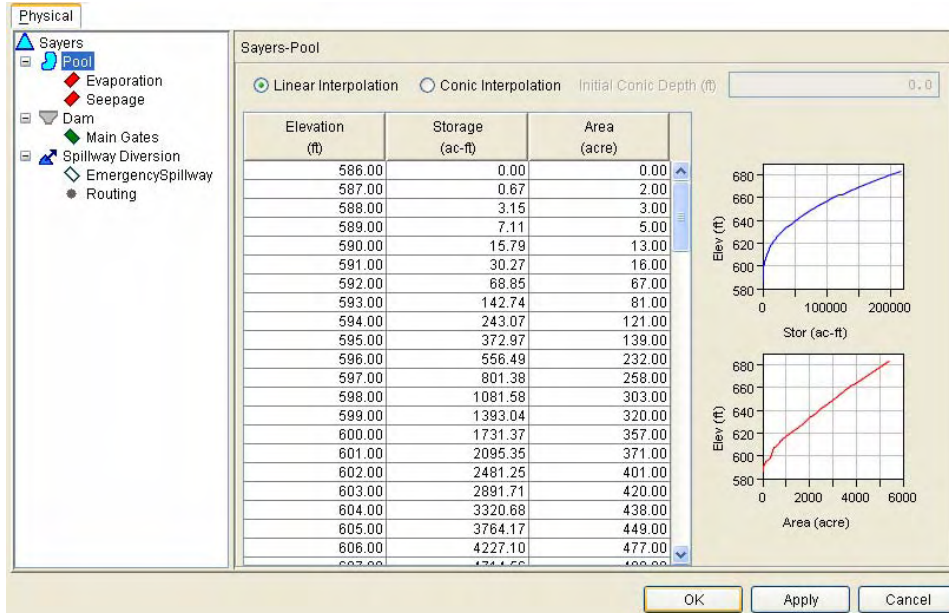 Physical
Sayers
Pool
Evaporation
Seepage
Dam
Main Gates
Spillway Diversion
EmergencySpillway
Routing
Sayers-Pool
Linear Interpolation Conic Interpolation Initial Conic Depth (ft) 0.0
Elevation Storage Area
(ft) (ac-ft) (acre)
586.00 0.00 0.00
587.00 0.67 2.00
588.00 3.15 3.00
589.00 7.11 5.00
590.00 15.79 13.00
591.00 30.27 16.00
592.00 68.85 67.00
593.00 142.74 81.00
594.00 243.07 121.00
595.00 372.97 139.00
596.00 556.49 232.00
597.00 801.38 258.00
598.00 1081.58 303.00
599.00 1393.04 320.00
600.00 1731.37 357.00
601.00 2095.35 371.00
602.00 2481.25 401.00
603.00 2891.71 420.00
604.00 3320.68 438.00
605.00 3764.17 449.00
606.00 4227.10 477.00
Elev (ft)
680
660
640
620
600
580
0 100000 200000
Stor (ac-ft)
Elev (ft)
680
660
640
620
600
580
0 2000 4000 6000
Area (acre)
OK Apply Cancel